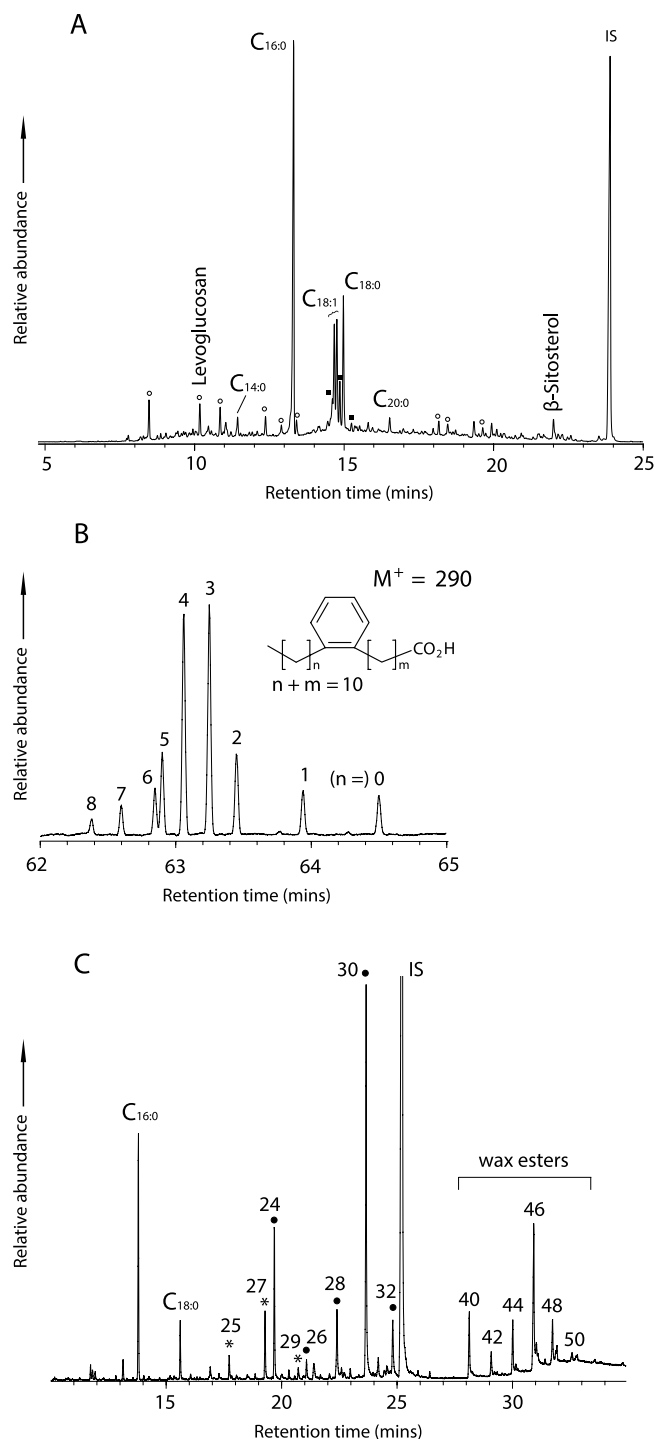 A
C16:0
IS
Relative abundance
Levoglucosan
C14:0
C18:1
C18:0
C20:0
β-Sitosterol
5 10 15 20 25
Retention time (mins)
B
M+ = 290
CO2H
n m
n + m = 10
Relative abundance
8 7 6 5 4 3 2 1 (n =) 0
62 63 64 65
Retention time (mins)
C
30 IS
Relative abundance
C16:0
C18:0
25
*
27
*
24
29
*
26
28
32
wax esters
40 42 44 46 48 50
15 20 25 30
Retention time (mins)